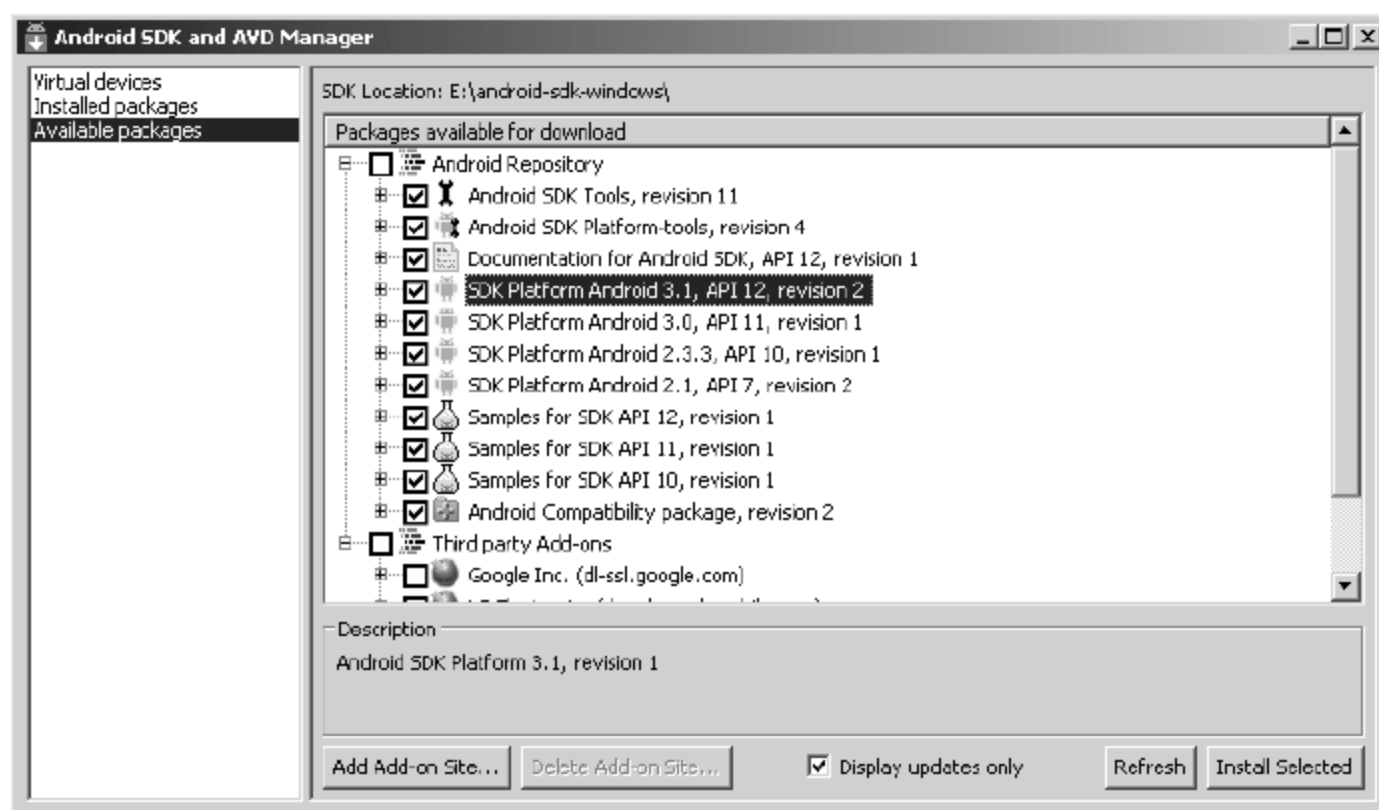 Android SDK and AVD Manager
Virtual devices
Installed packages
Available packages
SDK Location: E:\android-sdk-windows\
Packages available for download
Android Repository
Android SDK Tools, revision 11
Android SDK Platform-tools, revision 4
Documentation for Android SDK, API 12, revision 1
SDK Platform Android 3.1, API 12, revision 2
SDK Platform Android 3.0, API 11, revision 1
SDK Platform Android 2.3.3, API 10, revision 1
SDK Platform Android 2.1, API 7, revision 2
Samples for SDK API 12, revision 1
Samples for SDK API 11, revision 1
Samples for SDK API 10, revision 1
Android Compatibility package, revision 2
Third party Add-ons
Google Inc. (dl-ssl.google.com)
Description
Android SDK Platform 3.1, revision 1
Add Add-on Site...
Delete Add-on Site...
Display updates only
Refresh
Install Selected